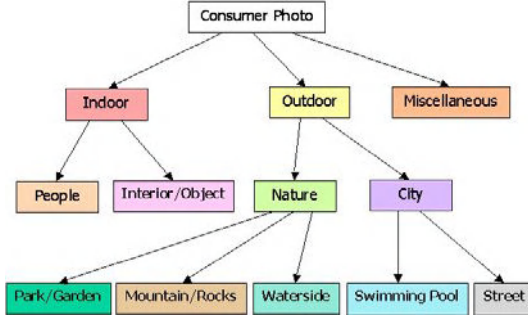 Consumer Photo
Indoor
Outdoor
Miscellaneous
People
Interior/Object
Nature
City
Park/Garden
Mountain/Rocks
Waterside
Swimming Pool
Street